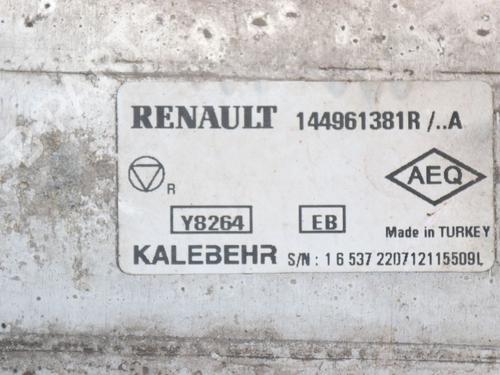 RENAULT 144961381R /..A
R
AEQ
Y8264 EB
Made in TURKEY
KALEBEHR S/N : 1 6 537 220712115509L